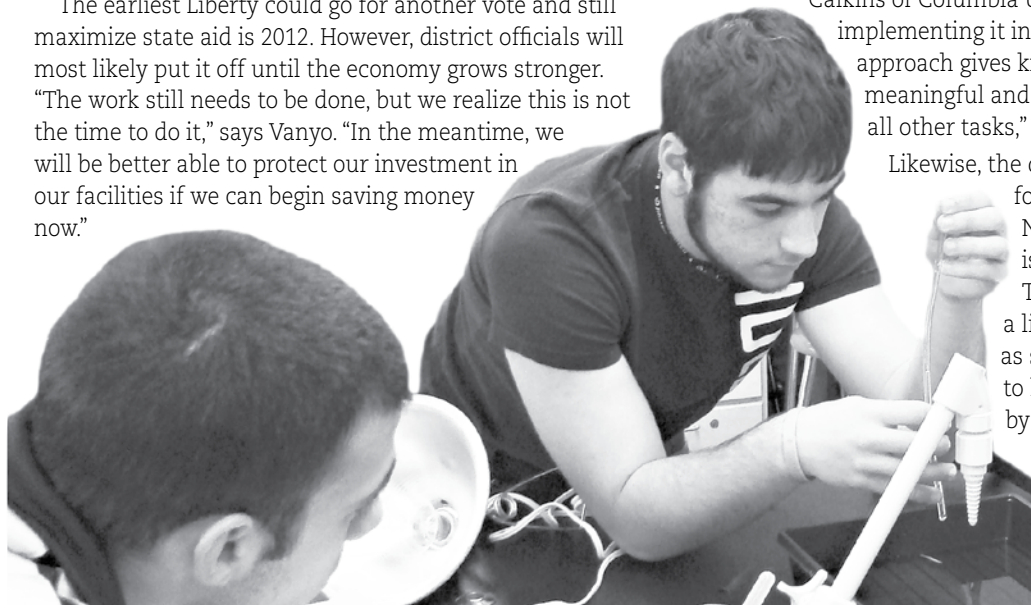 The earliest Liberty could go for another vote and still
maximize state aid is 2012. However, district officials will
most likely put it off until the economy grows stronger.
“The work still needs to be done, but we realize this is not
the time to do it,” says Vanyo. “In the meantime, we
will be better able to protect our investment in
our facilities if we can begin saving money
now.”
Calkins of Columbia
implementing it in
approach gives
meaningful and
all other tasks,”
Likewise, the
a
as
to
by